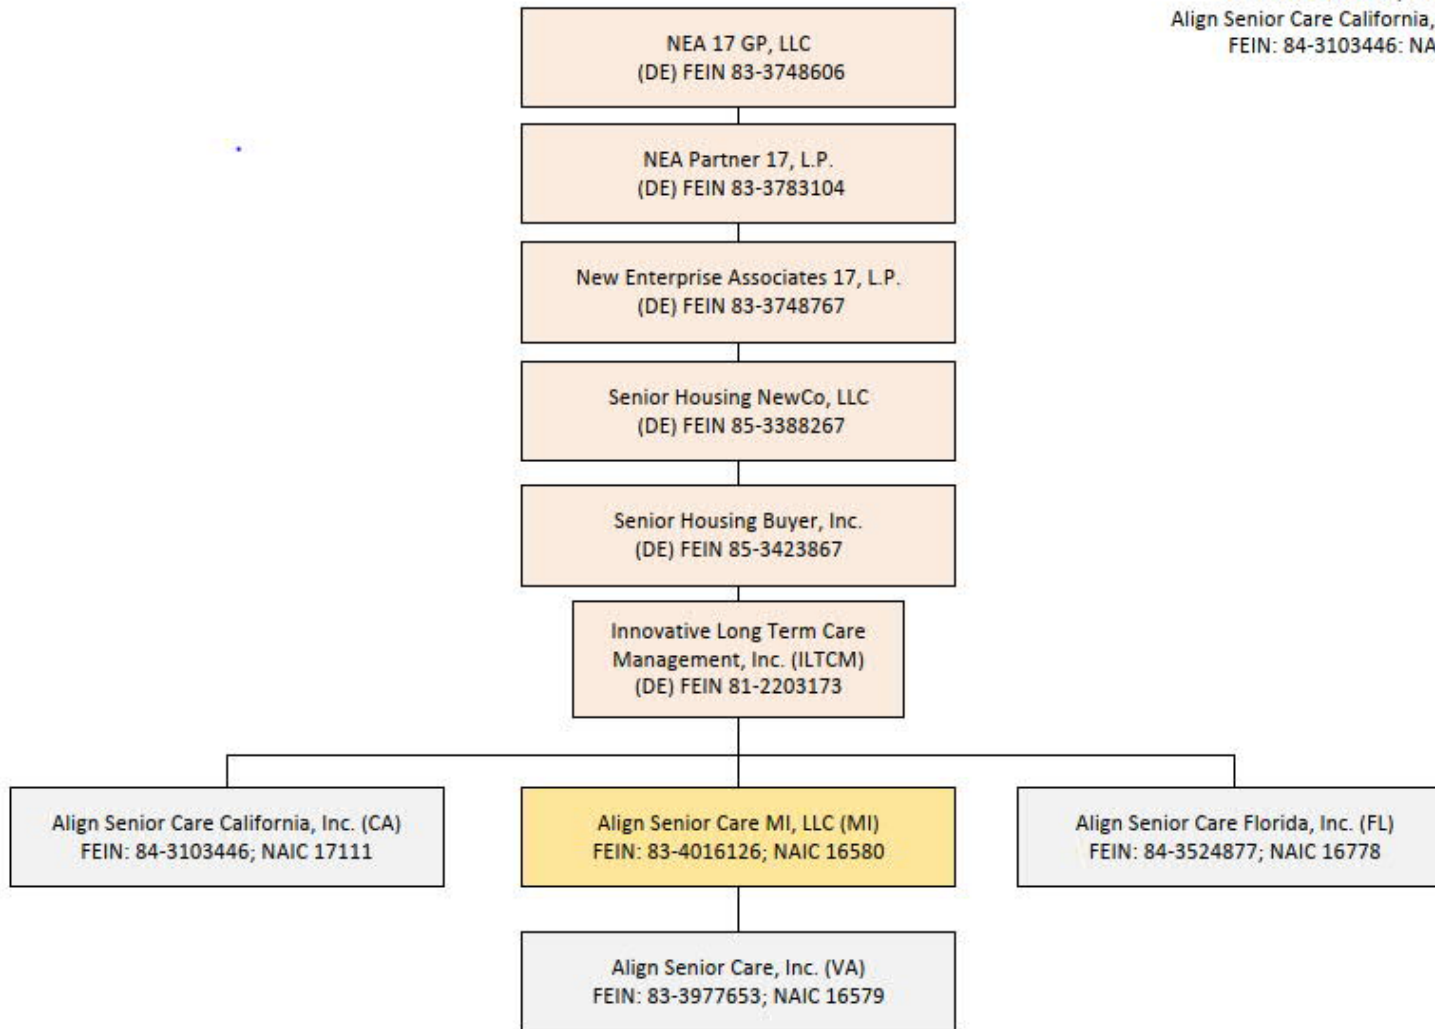 Align Senior Care California,
FEIN: 84-3103446: NA
NEA 17 GP, LLC
(DE) FEIN 83-3748606
NEA Partner 17, L.P.
(DE) FEIN 83-3783104
New Enterprise Associates 17, L.P.
(DE) FEIN 83-3748767
Senior Housing NewCo, LLC
(DE) FEIN 85-3388267
Senior Housing Buyer, Inc.
(DE) FEIN 85-3423867
Innovative Long Term Care
Management, Inc. (ILTCM)
(DE) FEIN 81-2203173
Align Senior Care California, Inc. (CA)
FEIN: 84-3103446; NAIC 17111
Align Senior Care MI, LLC (MI)
FEIN: 83-4016126; NAIC 16580
Align Senior Care Florida, Inc. (FL)
FEIN: 84-3524877; NAIC 16778
Align Senior Care, Inc. (VA)
FEIN: 83-3977653; NAIC 16579